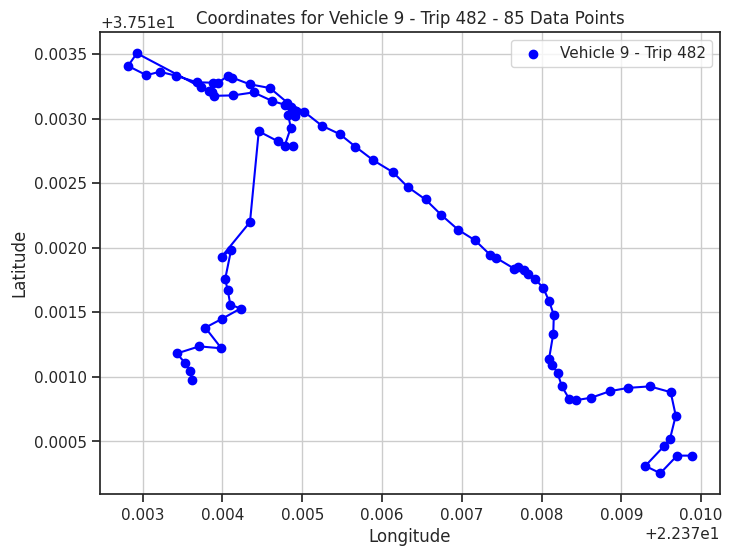 Coordinates for Vehicle 9 - Trip 482 - 85 Data Points
+3.751e1
Vehicle 9 - Trip 482
0.0035
0.0030
0.0025
0.0020
0.0015
0.0010
0.0005
Latitude
0.003 0.004 0.005 0.006 0.007 0.008 0.009 0.010
+2.237e1
Longitude